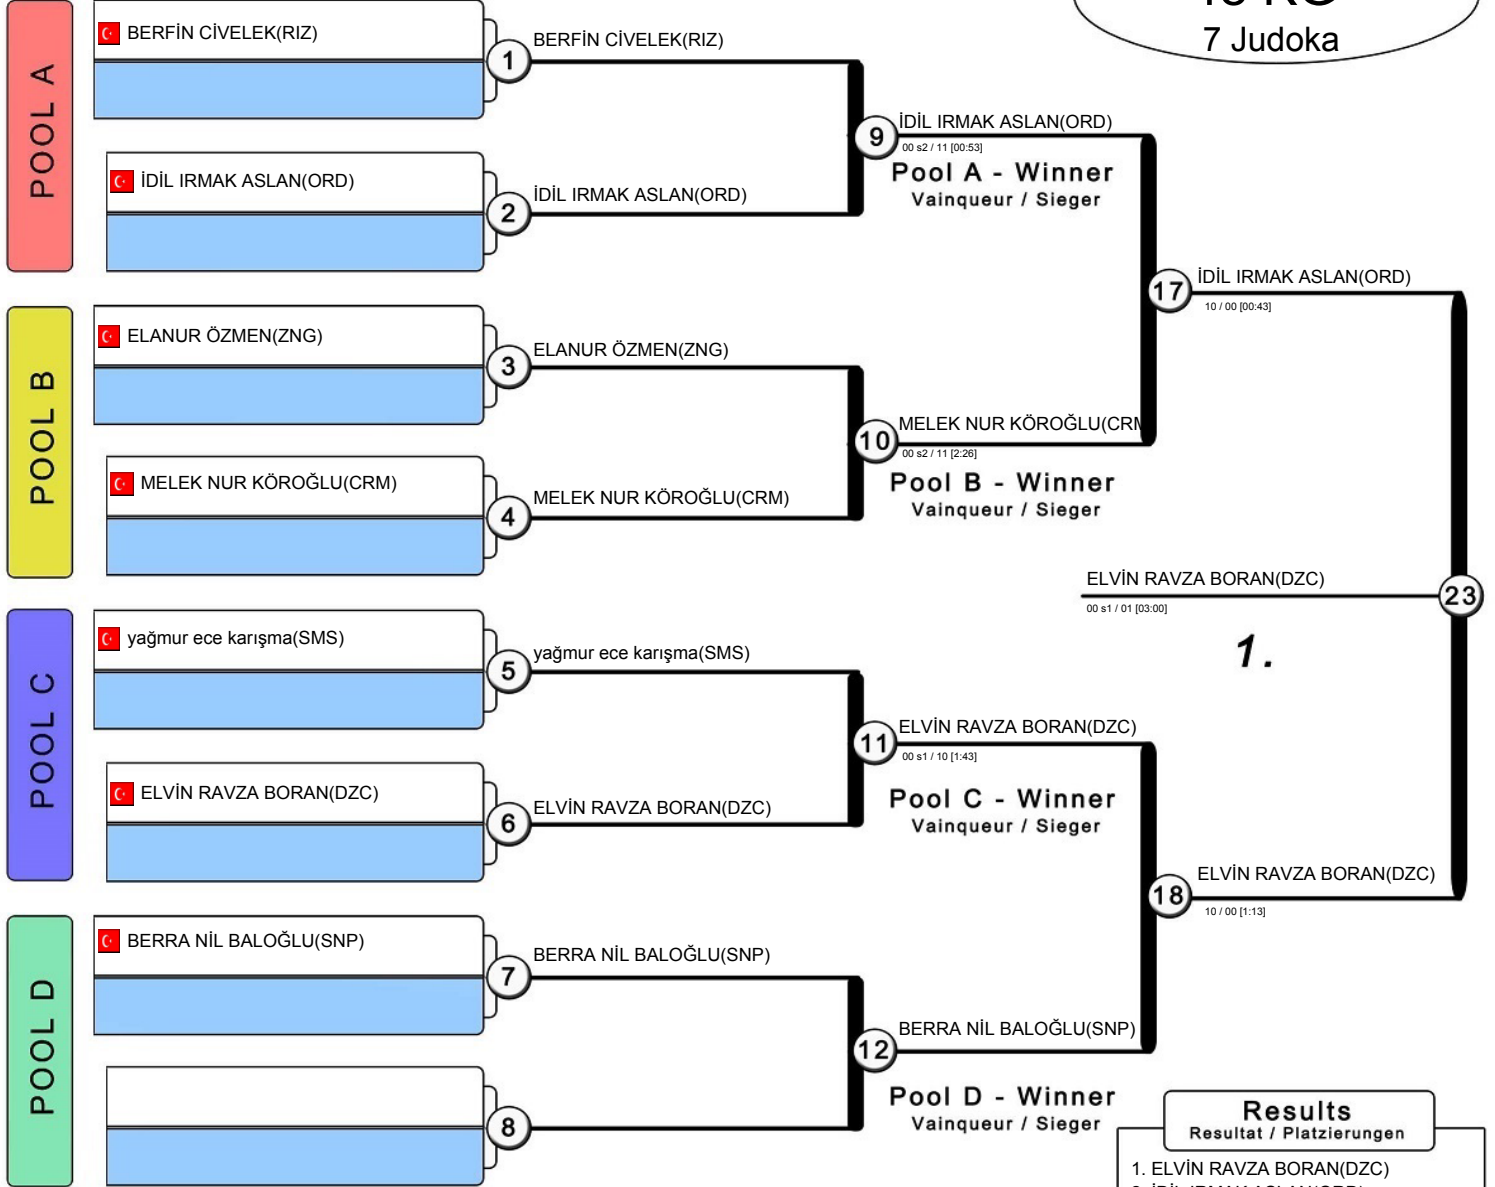 7 Judoka
POOL A
BERFİN CİVELEK(RIZ)
1
BERFİN CİVELEK(RIZ)
İDİL IRMAK ASLAN(ORD)
2
İDİL IRMAK ASLAN(ORD)
9
İDİL IRMAK ASLAN(ORD)
00 s2 / 11 [00:53]
Pool A - Winner
Vainqueur / Sieger
POOL B
ELANUR ÖZMEN(ZNG)
3
ELANUR ÖZMEN(ZNG)
MELEK NUR KÖROĞLU(CRM)
4
MELEK NUR KÖROĞLU(CRM)
10
MELEK NUR KÖROĞLU(CRM
00 s2 / 11 [2:26]
Pool B - Winner
Vainqueur / Sieger
17
İDİL IRMAK ASLAN(ORD)
10 / 00 [00:43]
POOL C
yağmur ece karışma(SMS)
5
yağmur ece karışma(SMS)
ELVİN RAVZA BORAN(DZC)
6
ELVİN RAVZA BORAN(DZC)
11
ELVİN RAVZA BORAN(DZC)
00 s1 / 10 [1:43]
Pool C - Winner
Vainqueur / Sieger
POOL D
BERRA NİL BALOĞLU(SNP)
7
BERRA NİL BALOĞLU(SNP)
8
12
BERRA NİL BALOĞLU(SNP)
Pool D - Winner
Vainqueur / Sieger
18
ELVİN RAVZA BORAN(DZC)
10 / 00 [1:13]
ELVİN RAVZA BORAN(DZC)
23
00 s1 / 01 [03:00]
1.
Results
Resultat / Platzierungen
1. ELVİN RAVZA BORAN(DZC)